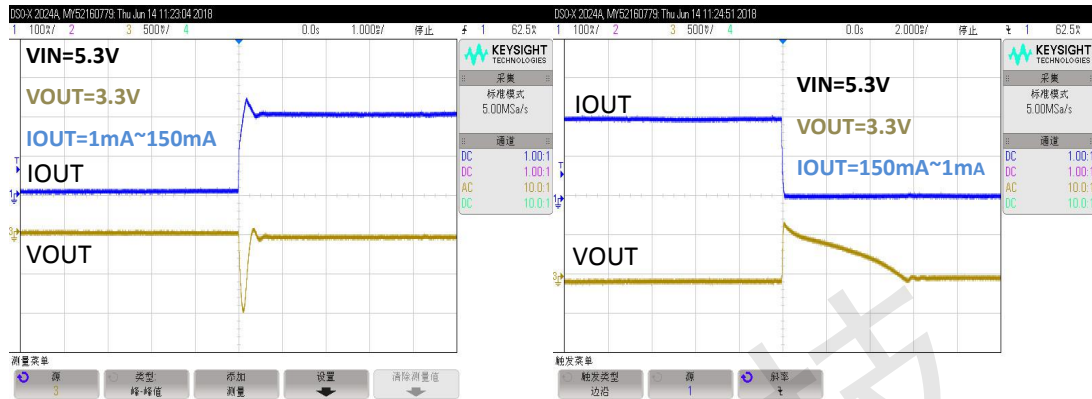 DSO-X 2024A, MY52160779: Thu Jun 14 11:23:04 2018
1 100%/ 2 3 500%/ 4 0.0s 1.000%/ 停止 1 62.5%
VIN=5.3V
VOUT=3.3V
IOUT=1mA~150mA
IOUT
VOUT
KEYSIGHT
TECHNOLOGIES
采集
标准模式
5.00MSa/s
通道
DC 1.00:1
DC 1.00:1
AC 10.0:1
DC 10.0:1
测量菜单
源
3
类型:
峰-峰值
添加
测量
设置
清除测量值
DSO-X 2024A, MY52160779: Thu Jun 14 11:24:51 2018
1 100%/ 2 3 500%/ 4 0.0s 2.000%/ 停止 1 62.5%
IOUT
VIN=5.3V
VOUT=3.3V
IOUT=150mA~1mA
VOUT
KEYSIGHT
TECHNOLOGIES
采集
标准模式
5.00MSa/s
通道
DC 1.00:1
DC 1.00:1
AC 10.0:1
DC 10.0:1
触发菜单
触发类型
边沿
源
1
斜率